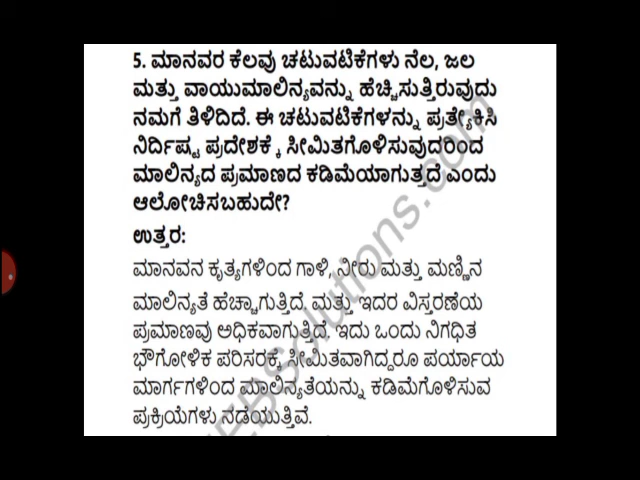 5. ಮಾನವರ ಕೆಲವು ಚಟುವಟಿಕೆಗಳು ನೆಲ, ಜಲ
ಮತ್ತು ವಾಯುಮಾಲಿನ್ಯವನ್ನು ಹೆಚ್ಚಿಸುತ್ತಿರುವುದು
ನಮಗೆ ತಿಳಿದಿದೆ. ಈ ಚಟುವಟಿಕೆಗಳನ್ನು ಪ್ರತ್ಯೇಕಿಸಿ
ನಿರ್ದಿಷ್ಟ ಪ್ರದೇಶಕ್ಕೆ ಸೀಮಿತಗೊಳಿಸುವುದರಿಂದ
ಮಾಲಿನ್ಯದ ಪ್ರಮಾಣದ ಕಡಿಮೆಯಾಗುತ್ತದೆ ಎಂದು
ಆಲೋಚಿಸಬಹುದೇ?
ಉತ್ತರ:
ಮಾನವನ ಕೃತ್ಯಗಳಿಂದ ಗಾಳಿ, ನೀರು ಮತ್ತು ಮಣ್ಣಿನ
ಮಾಲಿನ್ಯತೆ ಹೆಚ್ಚಾಗುತ್ತಿದೆ. ಮತ್ತು ಇದರ ವಿಸ್ತರಣೆಯ
ಪ್ರಮಾಣವು ಅಧಿಕವಾಗುತ್ತಿದೆ. ಇದು ಒಂದು ನಿಗಧಿತ
ಭೌಗೋಳಿಕ ಪರಿಸರಕ್ಕೆ ಸೀಮಿತವಾಗಿದ್ದರೂ ಪರ್ಯಾಯ
ಮಾರ್ಗಗಳಿಂದ ಮಾಲಿನ್ಯತೆಯನ್ನು ಕಡಿಮೆಗೊಳಿಸುವ
ಪ್ರಕ್ರಿಯೆಗಳು ನಡೆಯುತ್ತಿವೆ.